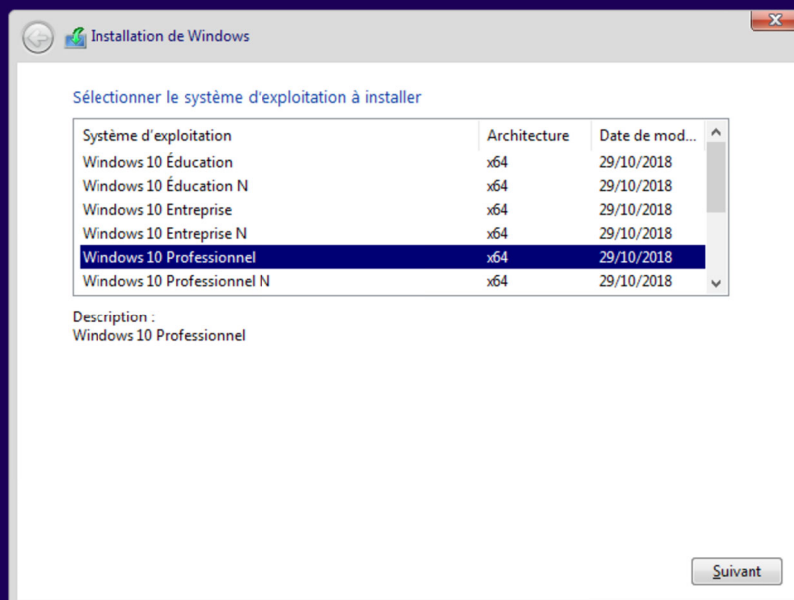 Installation de Windows
Sélectionner le système d'exploitation à installer
Système d'exploitation Architecture Date de mod...
Windows 10 Éducation x64 29/10/2018
Windows 10 Éducation N x64 29/10/2018
Windows 10 Entreprise x64 29/10/2018
Windows 10 Entreprise N x64 29/10/2018
Windows 10 Professionnel x64 29/10/2018
Windows 10 Professionnel N x64 29/10/2018
Description :
Windows 10 Professionnel
Suivant